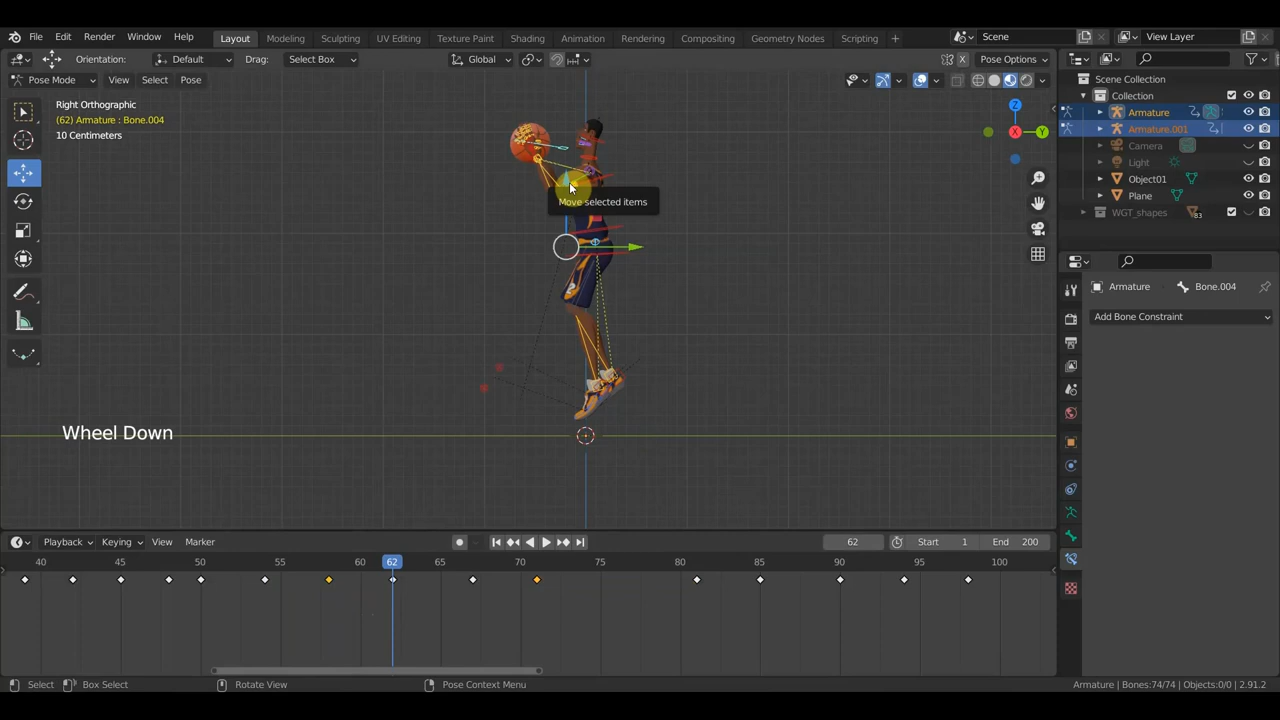 File Edit Render Window Help Layout Modeling Sculpting UV Editing Texture Paint Shading Animation Rendering Compositing Geometry Nodes Scripting + Scene View Layer
Orientation: Default Drag: Select Box Global Pose Options
Pose Mode View Select Pose
Right Orthographic
(62) Armature : Bone.004
10 Centimeters
Z
X Y
Move selected items
Wheel Down
Scene Collection
Collection
Armature
Armature.001
Camera
Light
Object01
Plane
WGT_shapes 83
Armature Bone.004
Add Bone Constraint
Playback Keying View Marker 62 Start 1 End 200
40 45 50 55 60 62 65 70 75 80 85 90 95 100
Select Box Select Rotate View Pose Context Menu Armature | Bones:74/74 | Objects:0/0 | 2.91.2